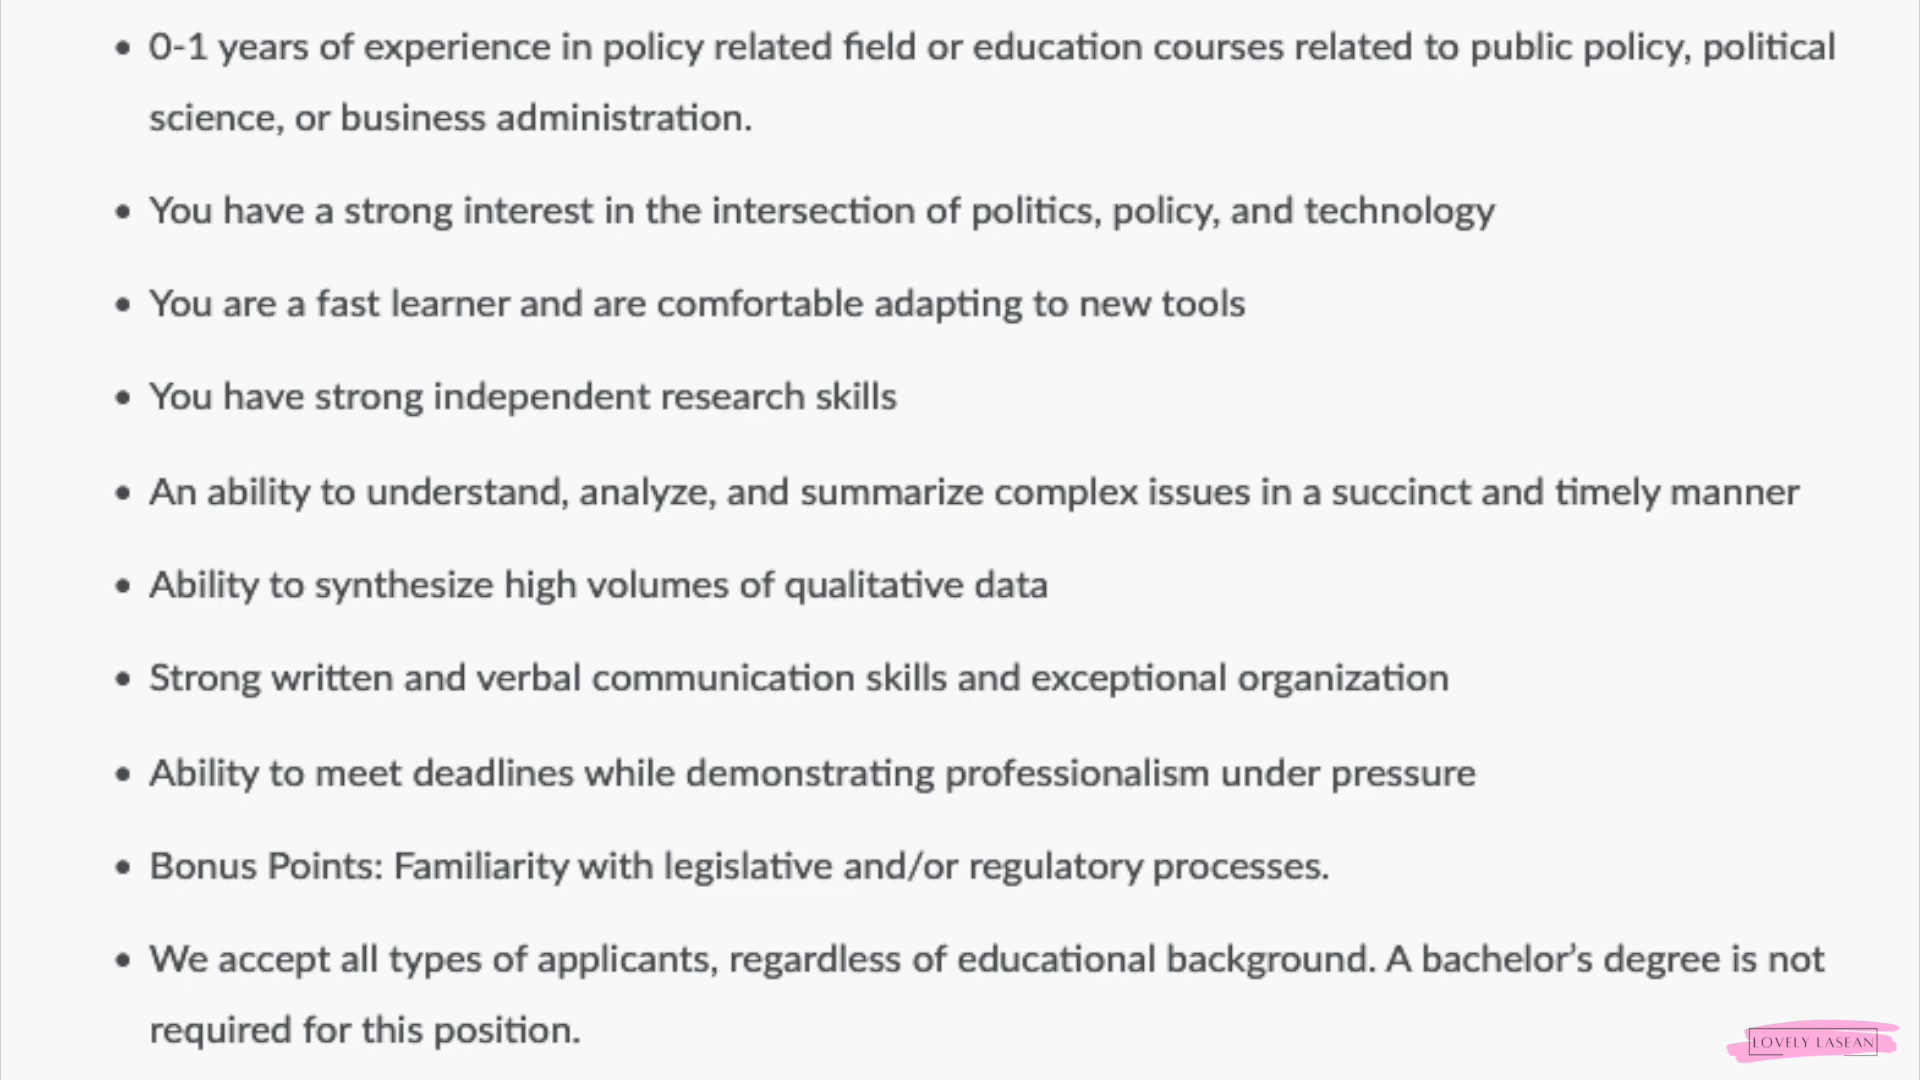 • 0-1 years of experience in policy related field or education courses related to public policy, political
science, or business administration.
• You have a strong interest in the intersection of politics, policy, and technology
• You are a fast learner and are comfortable adapting to new tools
• You have strong independent research skills
• An ability to understand, analyze, and summarize complex issues in a succinct and timely manner
• Ability to synthesize high volumes of qualitative data
• Strong written and verbal communication skills and exceptional organization
• Ability to meet deadlines while demonstrating professionalism under pressure
• Bonus Points: Familiarity with legislative and/or regulatory processes.
• We accept all types of applicants, regardless of educational background. A bachelor’s degree is not
required for this position.
LOVELY LASEAN